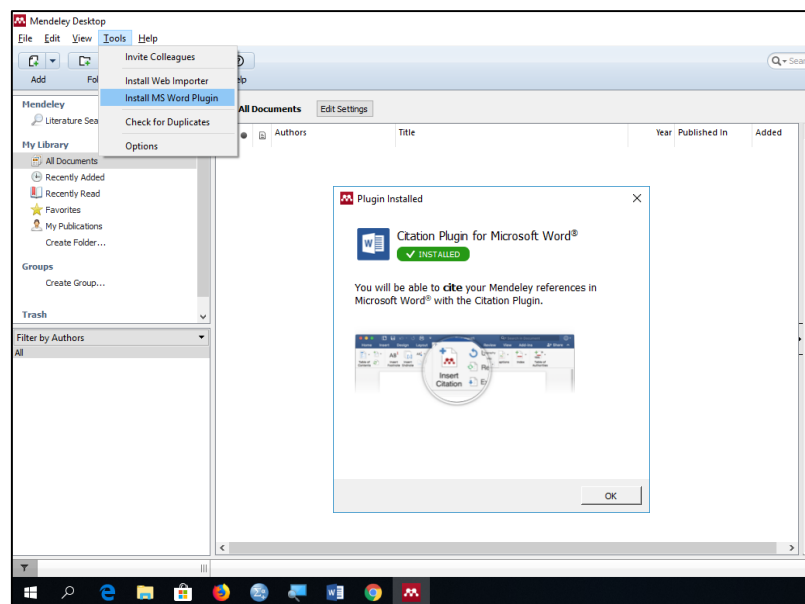 Mendeley Desktop
File Edit View Tools Help
Invite Colleagues
Install Web Importer
Install MS Word Plugin
Check for Duplicates
Options
Add
Mendeley
Literature Sea
All Documents Edit Settings
Authors Title Year Published In Added
My Library
All Documents
Recently Added
Recently Read
Favorites
My Publications
Create Folder...
Groups
Create Group...
Trash
Filter by Authors
All
Plugin Installed
Citation Plugin for Microsoft Word®
INSTALLED
You will be able to cite your Mendeley references in
Microsoft Word® with the Citation Plugin.
Insert
Citation
OK